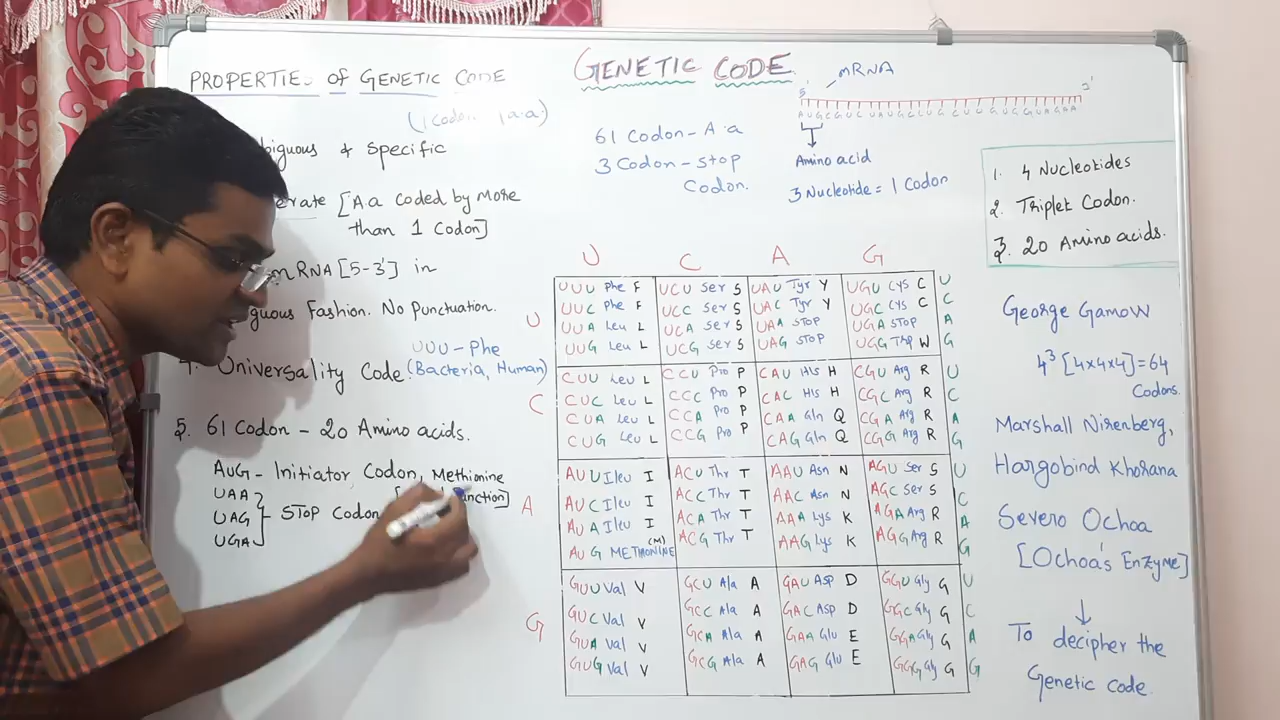 PROPERTIES of GENETIC CODE
(1 Codon 1 a.a.)
& Specific
[A.a Coded by More
than 1 Codon]
mRNA [5-3'] in
Fashion. No Punctuation.
UUU - Phe
4. Universality Code (Bacteria, Human)
5. 61 Codon - 20 Amino acids.
AUG - Initiator Codon, Methionine
UAA
UAG - STOP Codon
UGA
GENETIC CODE
61 Codon - A.a
3 Codon - Stop
Codon.
mRNA
5' 3'
Amino acid
3 Nucleotide = 1 Codon
1. 4 Nucleotides
2. Triplet Codon.
3. 20 Amino acids.
U C A G
U
UUU Phe F UCU Ser S UAU Tyr Y UGU Cys C U
UUC Phe F UCC Ser S UAC Tyr Y UGC Cys C C
UUA Leu L UCA Ser S UAA STOP UGA STOP A
UUG Leu L UCG Ser S UAG STOP UGG Trp W G
C
CUU Leu L CCU Pro P CAU His H CGU Arg R U
CUC Leu L CCC Pro P CAC His H CGC Arg R C
CUA Leu L CCA Pro P CAA Gln Q CGA Arg R A
CUG Leu L CCG Pro P CAG Gln Q CGG Arg R G
A
AUU Ileu I ACU Thr T AAU Asn N AGU Ser S U
AUC Ileu I ACC Thr T AAC Asn N AGC Ser S C
AUA Ileu I ACA Thr T AAA Lys K AGA Arg R A
AUG METHIONINE (M) ACG Thr T AAG Lys K AGG Arg R G
G
GUU Val V GCU Ala A GAU Asp D GGU Gly G U
GUC Val V GCC Ala A GAC Asp D GGC Gly G C
GUA Val V GCA Ala A GAA Glu E GGA Gly G A
GUG Val V GCG Ala A GAG Glu E GGG Gly G G
George Gamow
4³ [4x4x4] = 64
Codons.
Marshall Nirenberg,
Hargobind Khorana
Severo Ochoa
[Ochoa's Enzyme]
To decipher the
Genetic Code.